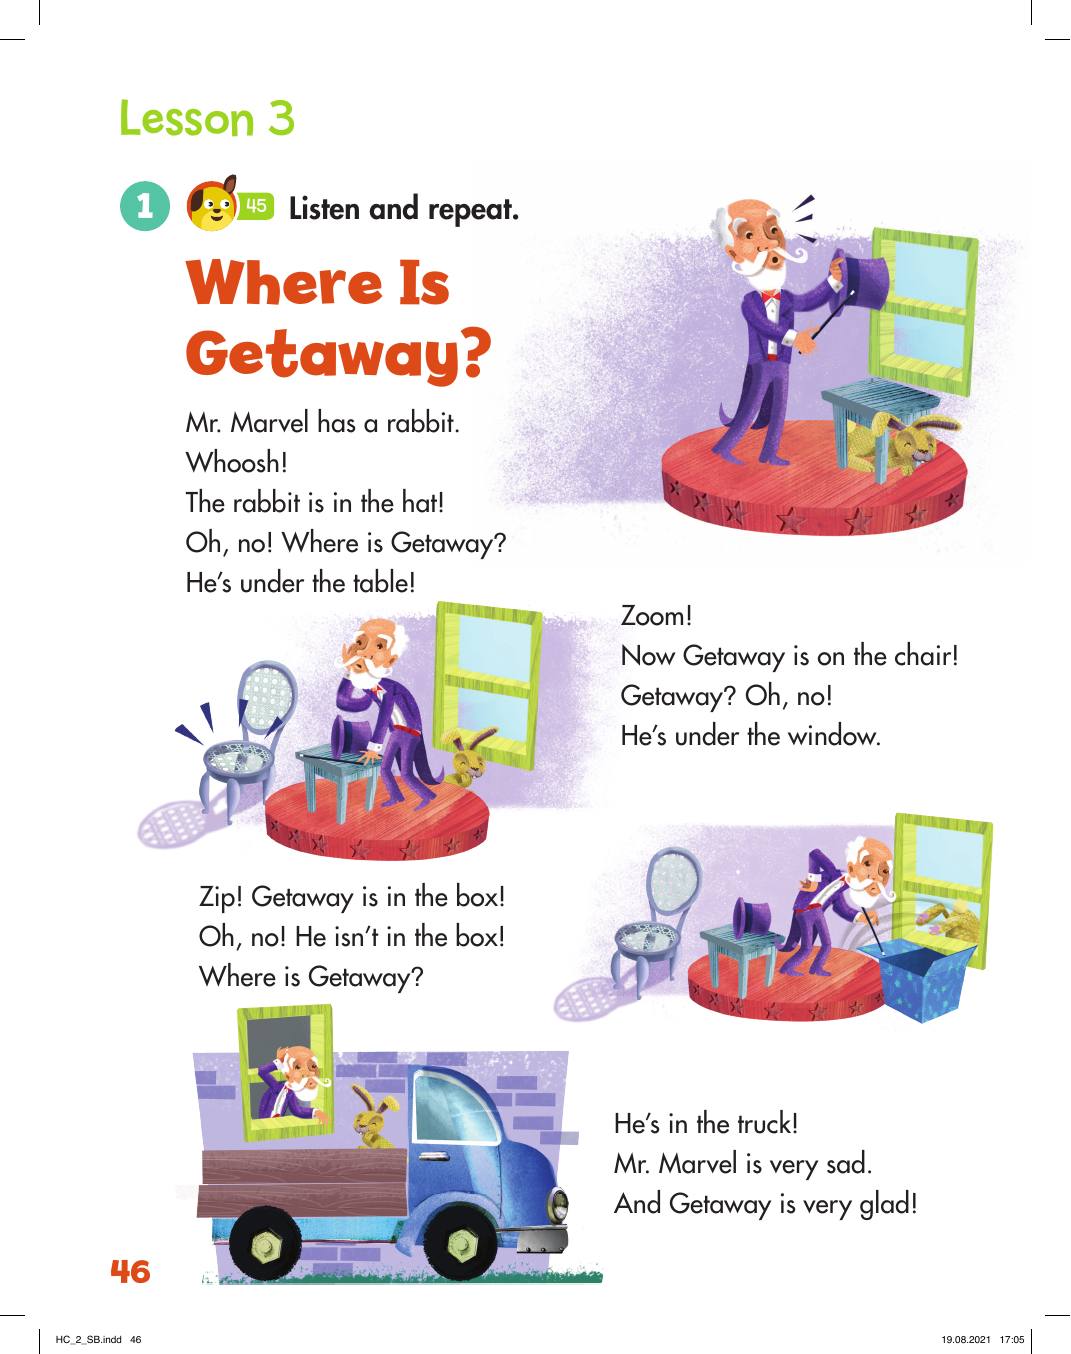 Lesson 3
1 45 Listen and repeat.
Where Is
Getaway?
Mr. Marvel has a rabbit.
Whoosh!
The rabbit is in the hat!
Oh, no! Where is Getaway?
He's under the table!
Zoom!
Now Getaway is on the chair!
Getaway? Oh, no!
He's under the window.
Zip! Getaway is in the box!
Oh, no! He isn't in the box!
Where is Getaway?
He's in the truck!
Mr. Marvel is very sad.
And Getaway is very glad!
46
HC_2_SB.indd 46
19.08.2021 17:05